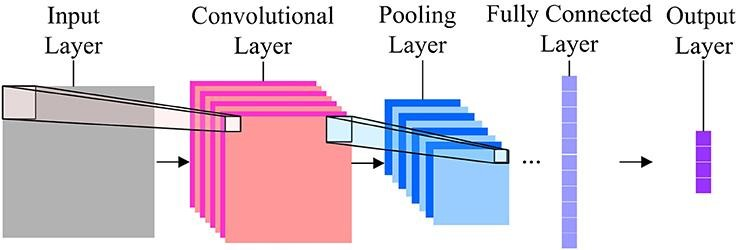 Input
Layer
Convolutional
Layer
Pooling
Layer
Fully Connected
Layer
Output
Layer
...